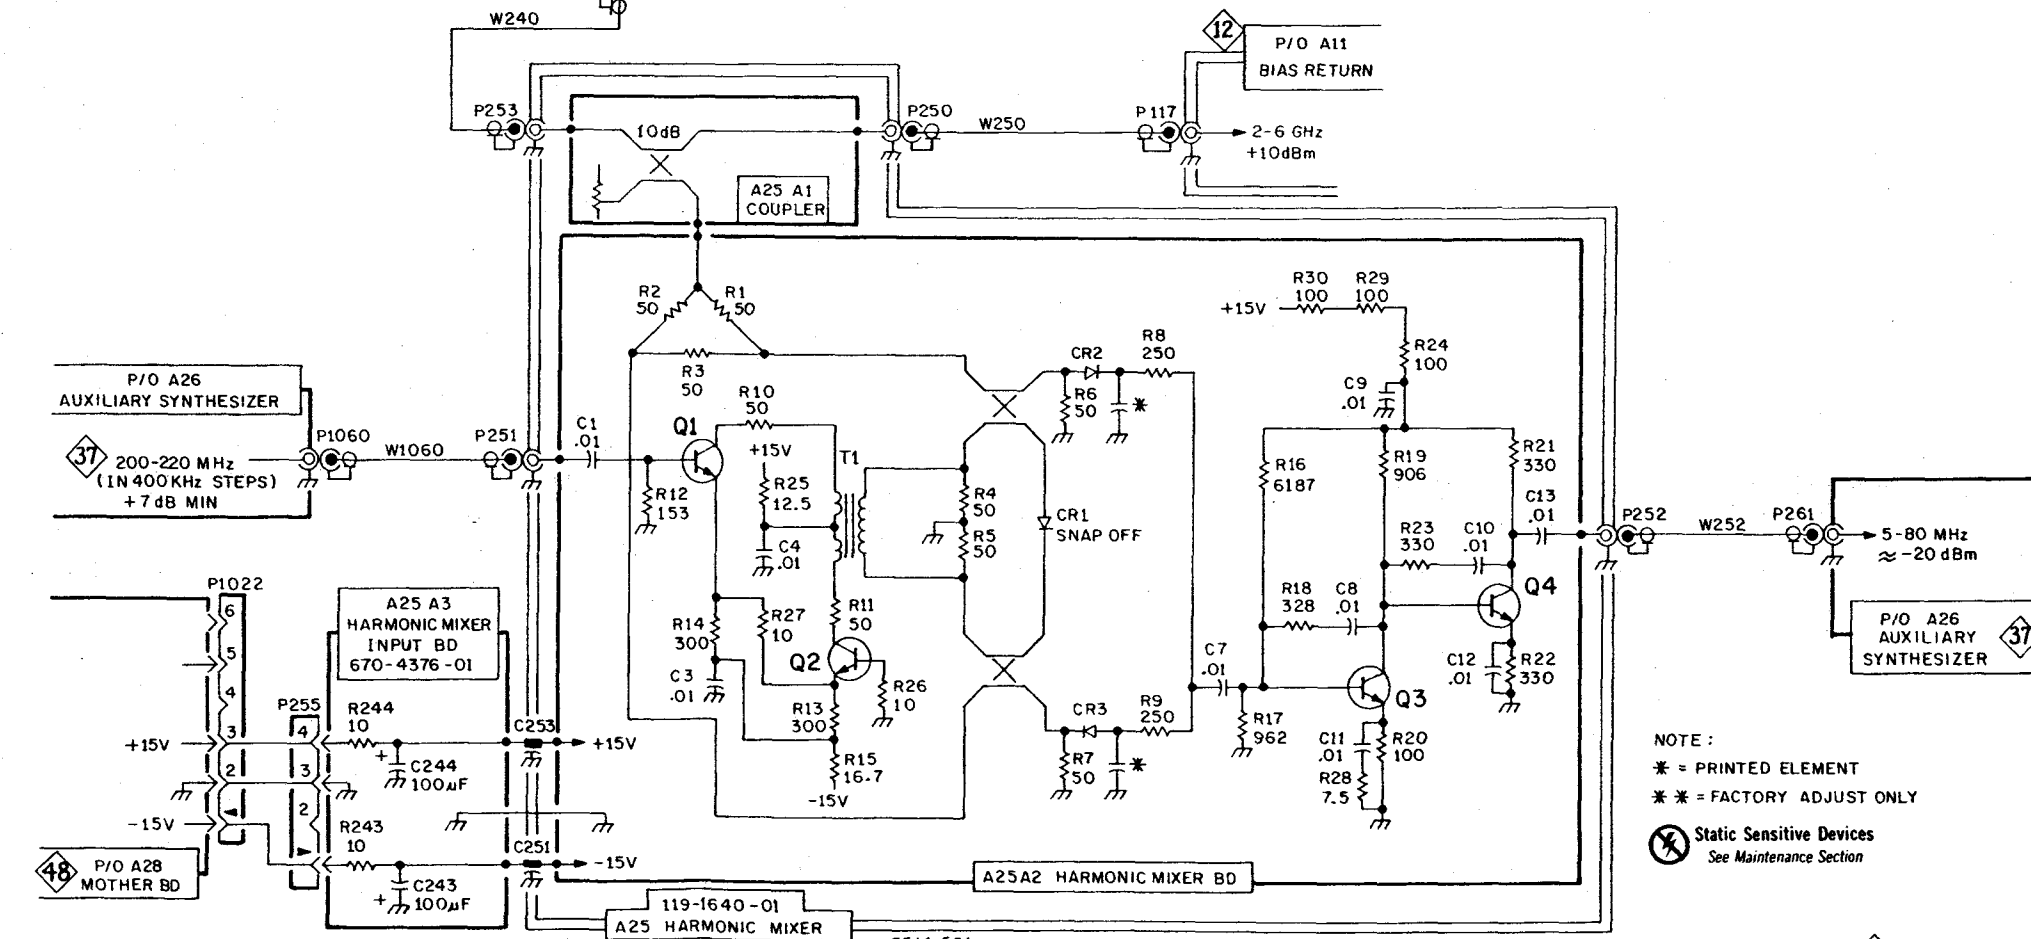 W240
12
P/O A11
BIAS RETURN
P253
10dB
P250
W250
P117
2-6 GHz
+10dBm
A25 A1
COUPLER
R2
50
R1
50
R3
50
R30
100
R29
100
+15V
R24
100
C9
.01
CR2
R8
250
R6
50
*
P/O A26
AUXILIARY SYNTHESIZER
37
200-220 MHz
(IN 400 KHz STEPS)
+7dB MIN
P1060
W1060
P251
C1
.01
Q1
R10
50
+15V
R25
12.5
T1
R12
153
C4
.01
R4
50
R5
50
CR1
SNAP OFF
R16
6187
R19
906
R21
330
C13
.01
R23
330
C10
.01
P252
W252
P261
5-80 MHz
≈ -20 dBm
R18
328
C8
.01
Q4
P1022
6
5
4
3
2
A25 A3
HARMONIC MIXER
INPUT BD
670-4376-01
R14
300
R27
10
R11
50
Q2
C3
.01
R26
10
R13
300
R15
16.7
-15V
C7
.01
R17
962
Q3
C12
.01
R22
330
P/O A26
AUXILIARY
SYNTHESIZER
37
CR3
R9
250
R7
50
*
C11
.01
R20
100
R28
7.5
P255
4
3
2
R244
10
C253
+15V
+15V
C244
100µF
-15V
R243
10
C251
-15V
C243
100µF
48
P/O A28
MOTHER BD
NOTE:
* = PRINTED ELEMENT
* * = FACTORY ADJUST ONLY
Static Sensitive Devices
See Maintenance Section
A25A2 HARMONIC MIXER BD
119-1640-01
A25 HARMONIC MIXER